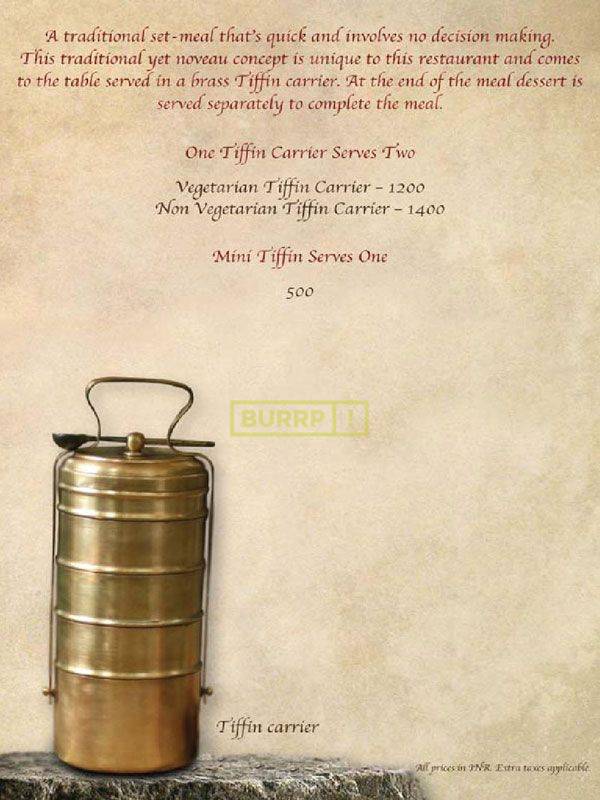 A traditional set-meal that's quick and involves no decision making.
This traditional yet noveau concept is unique to this restaurant and comes
to the table served in a brass Tiffin carrier. At the end of the meal dessert is
served separately to complete the meal.
One Tiffin Carrier Serves Two
Vegetarian Tiffin Carrier – 1200
Non Vegetarian Tiffin Carrier – 1400
Mini Tiffin Serves One
500
BURRP!
Tiffin carrier
All prices in INR. Extra taxes applicable.